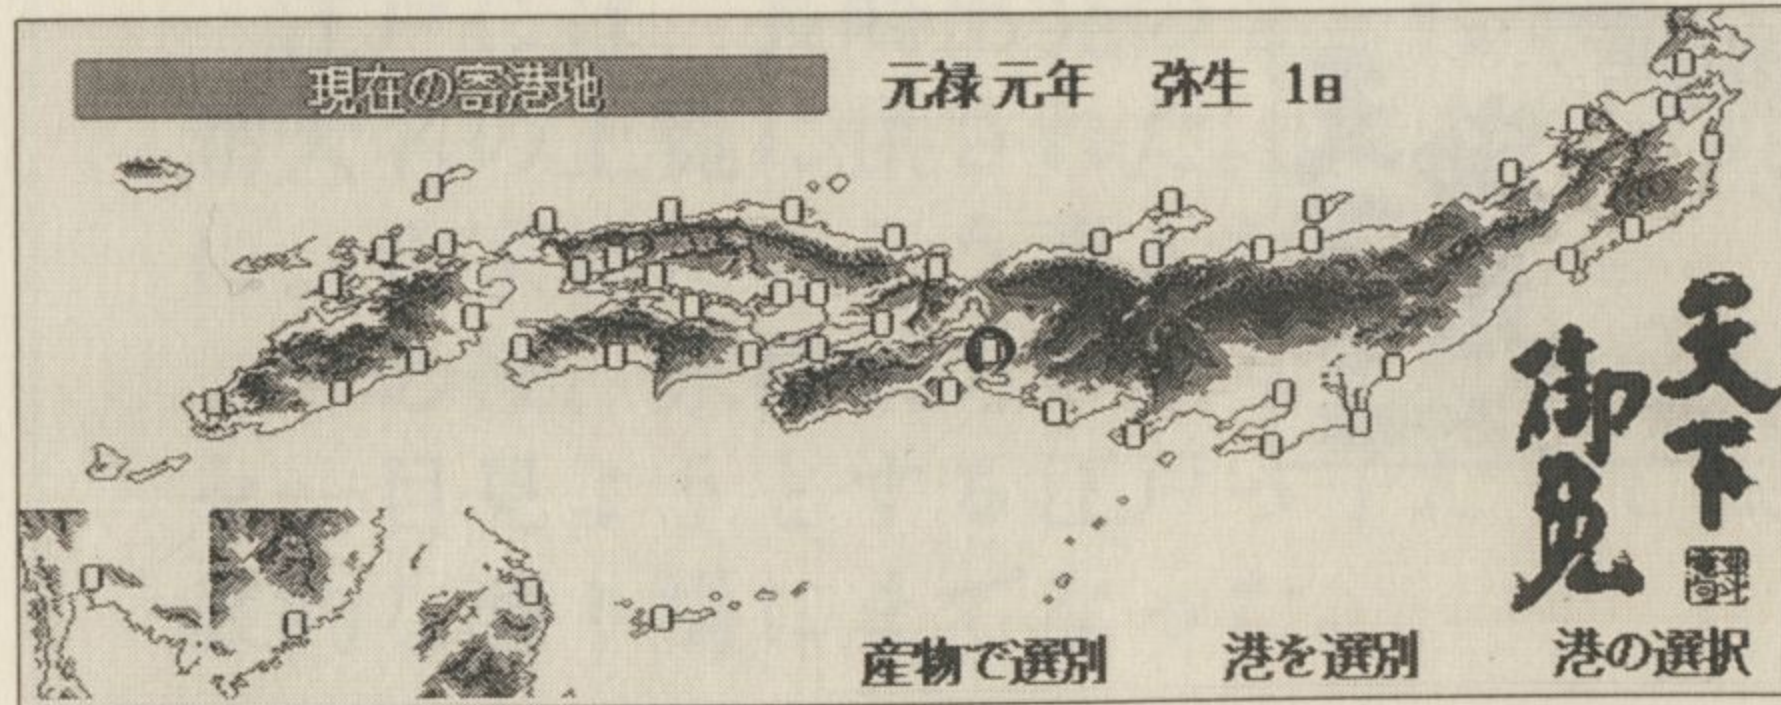 現在の寄港地
元禄元年 弥生 1日
天下
御免
産物で選別
港を選別
港の選択